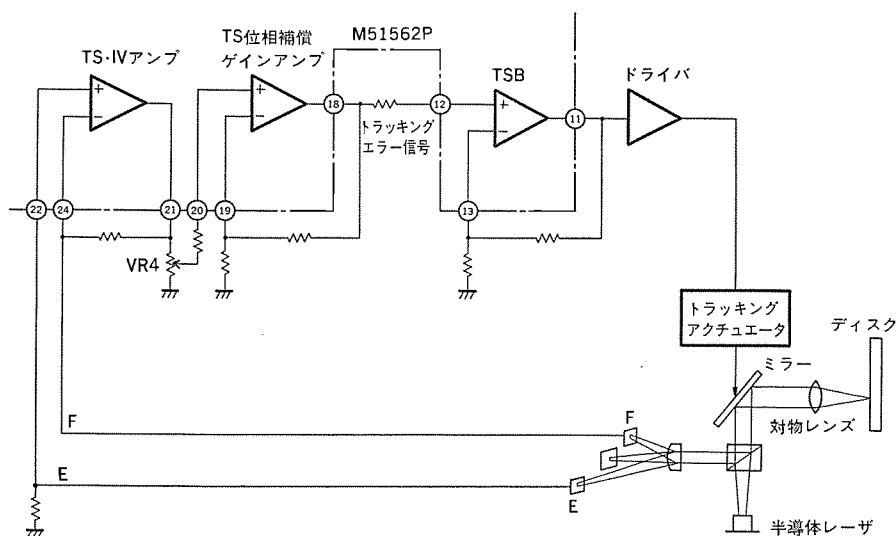 TS位相補償
M51562P
TS・IVアンプ
ゲインアンプ
TSB
ドライバ
+
−
+
−
+
−
18
12
11
トラッキング
エラー信号
22
24
21
20
19
13
VR4
トラッキング
アクチュエータ
ディスク
ミラー
F
F
対物レンズ
E
E
半導体レーザ